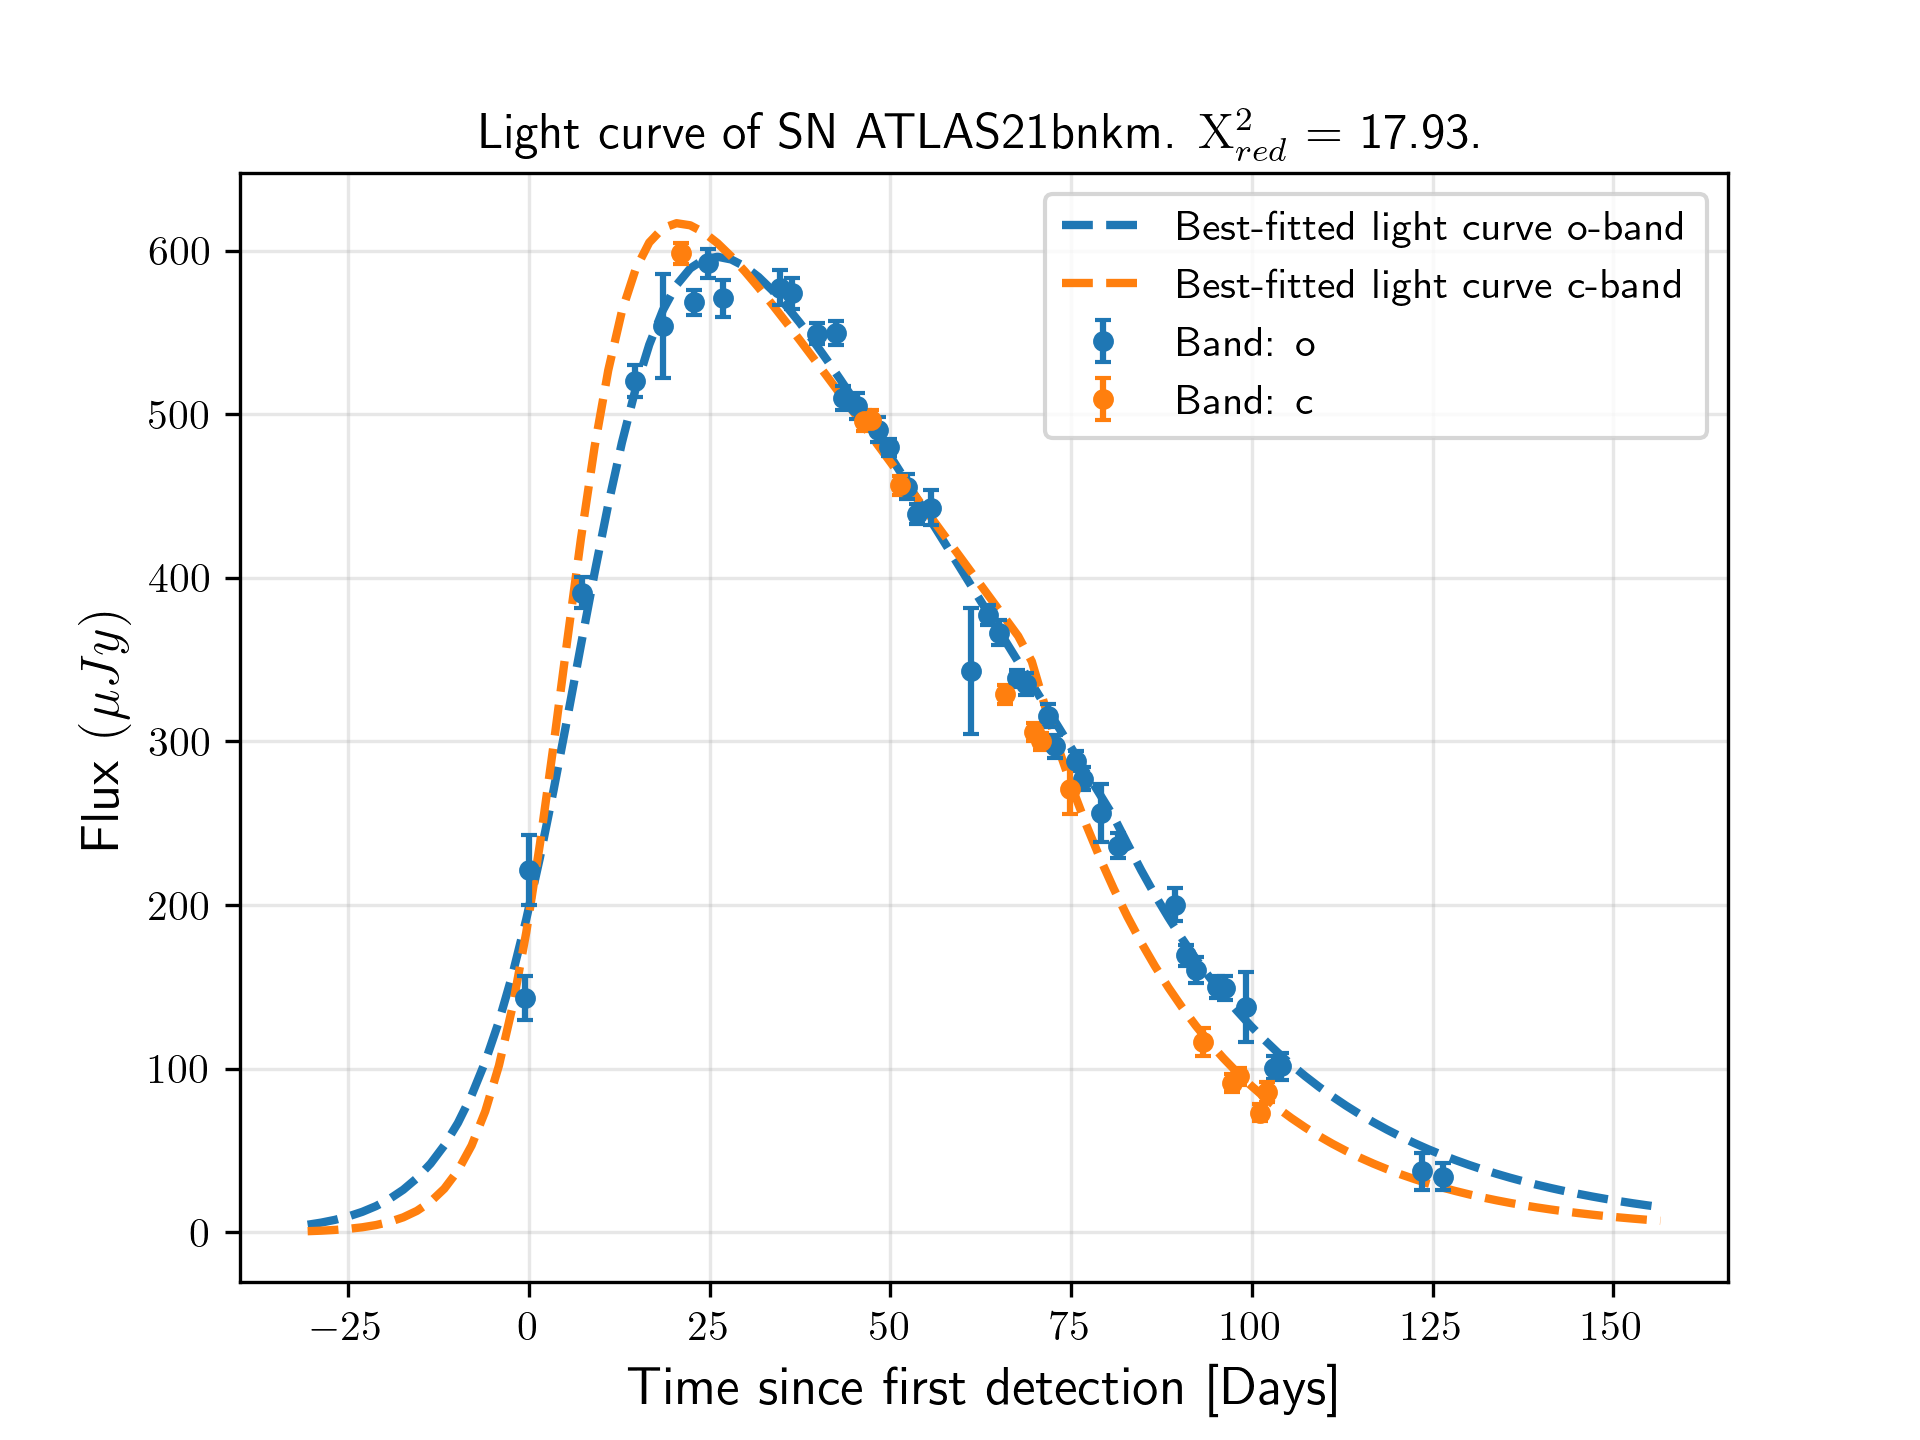 Light curve of SN ATLAS21bnkm. X²_red = 17.93.
Best-fitted light curve o-band
Best-fitted light curve c-band
Band: o
Band: c
600
500
400
300
200
100
0
Flux (μJy)
−25 0 25 50 75 100 125 150
Time since first detection [Days]